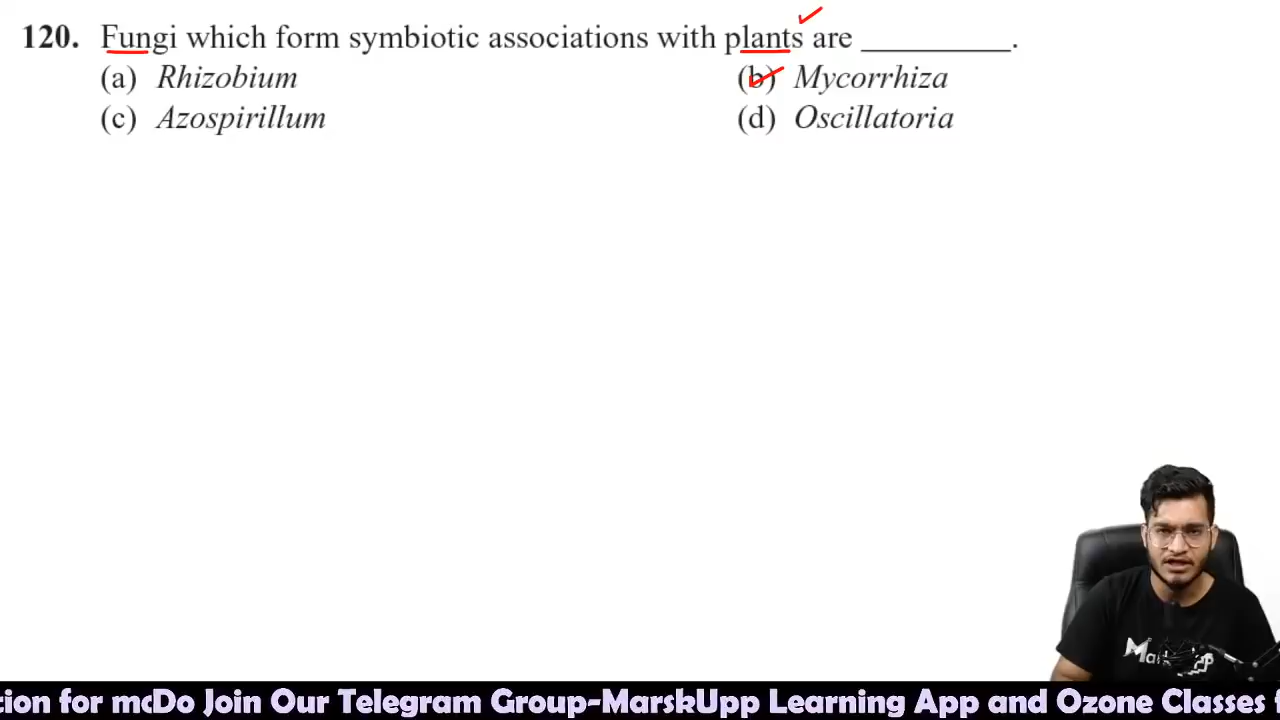 120. Fungi which form symbiotic associations with plants are __________.
(a) Rhizobium (b) Mycorrhiza
(c) Azospirillum (d) Oscillatoria
tion for mcDo Join Our Telegram Group-MarskUpp Learning App and Ozone Classes